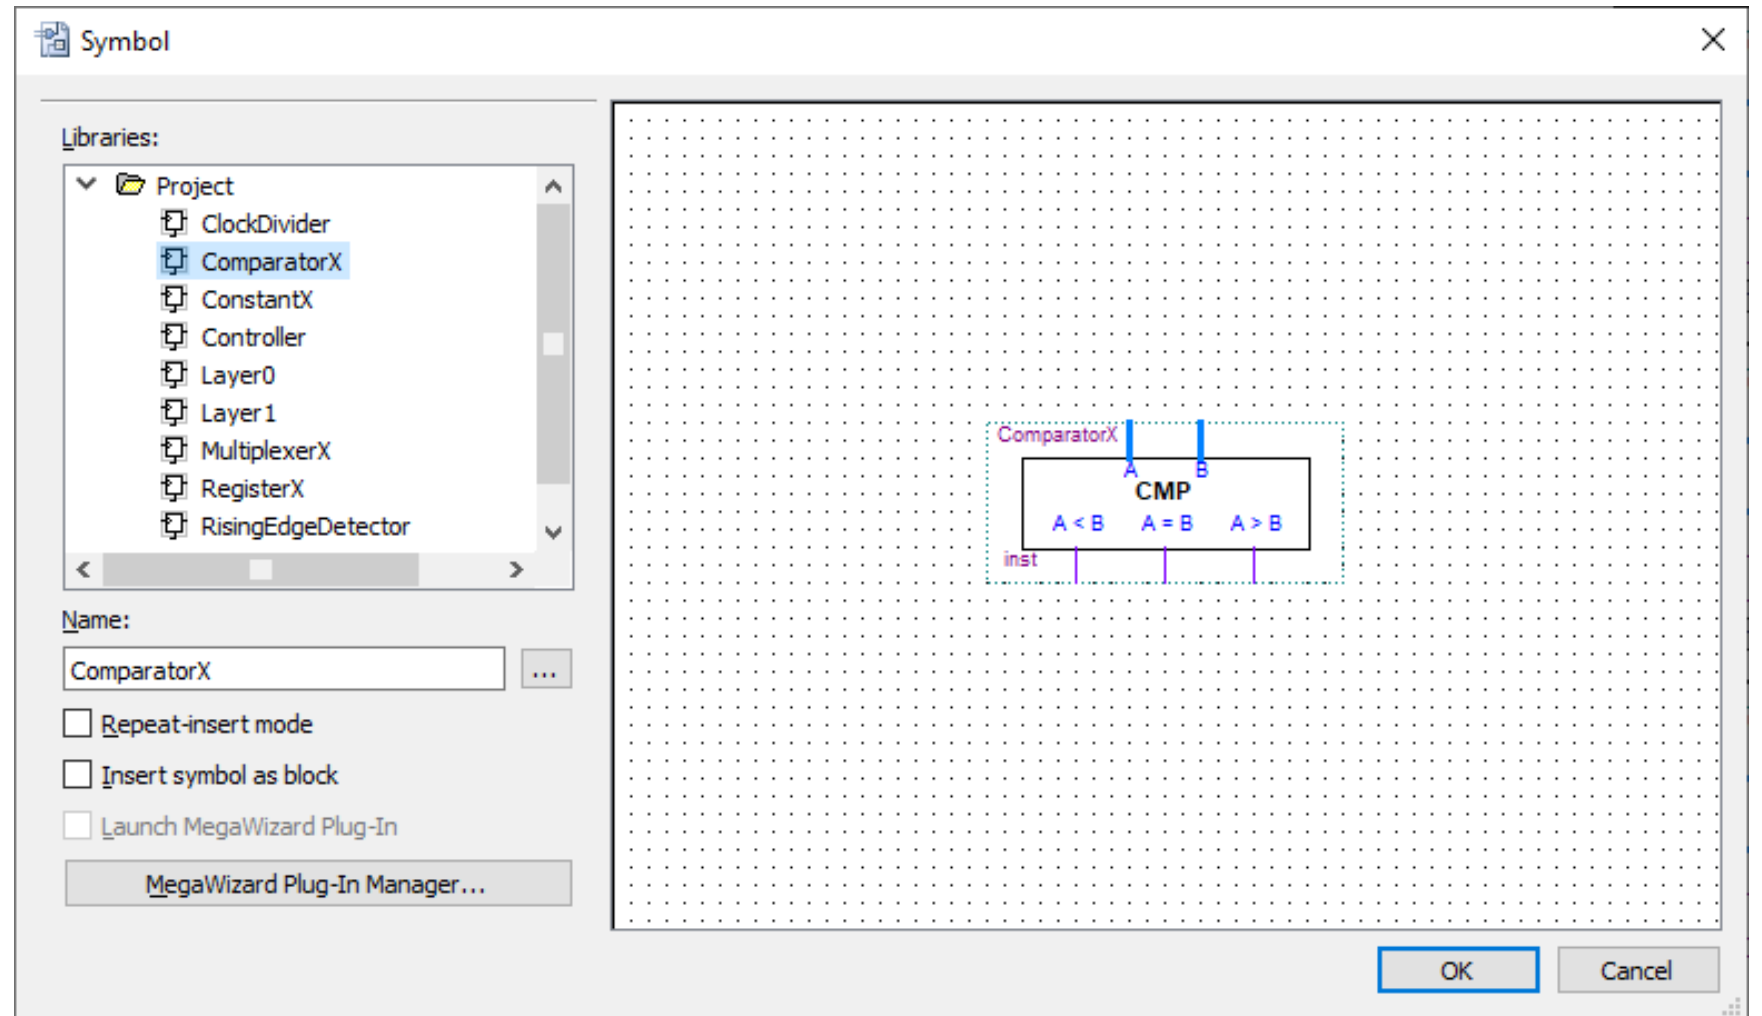 Symbol
Libraries:
Project
ClockDivider
ComparatorX
ConstantX
Controller
Layer0
Layer1
MultiplexerX
RegisterX
RisingEdgeDetector
Name:
ComparatorX
...
Repeat-insert mode
Insert symbol as block
Launch MegaWizard Plug-In
MegaWizard Plug-In Manager...
ComparatorX
A B
CMP
A < B A = B A > B
inst
OK Cancel